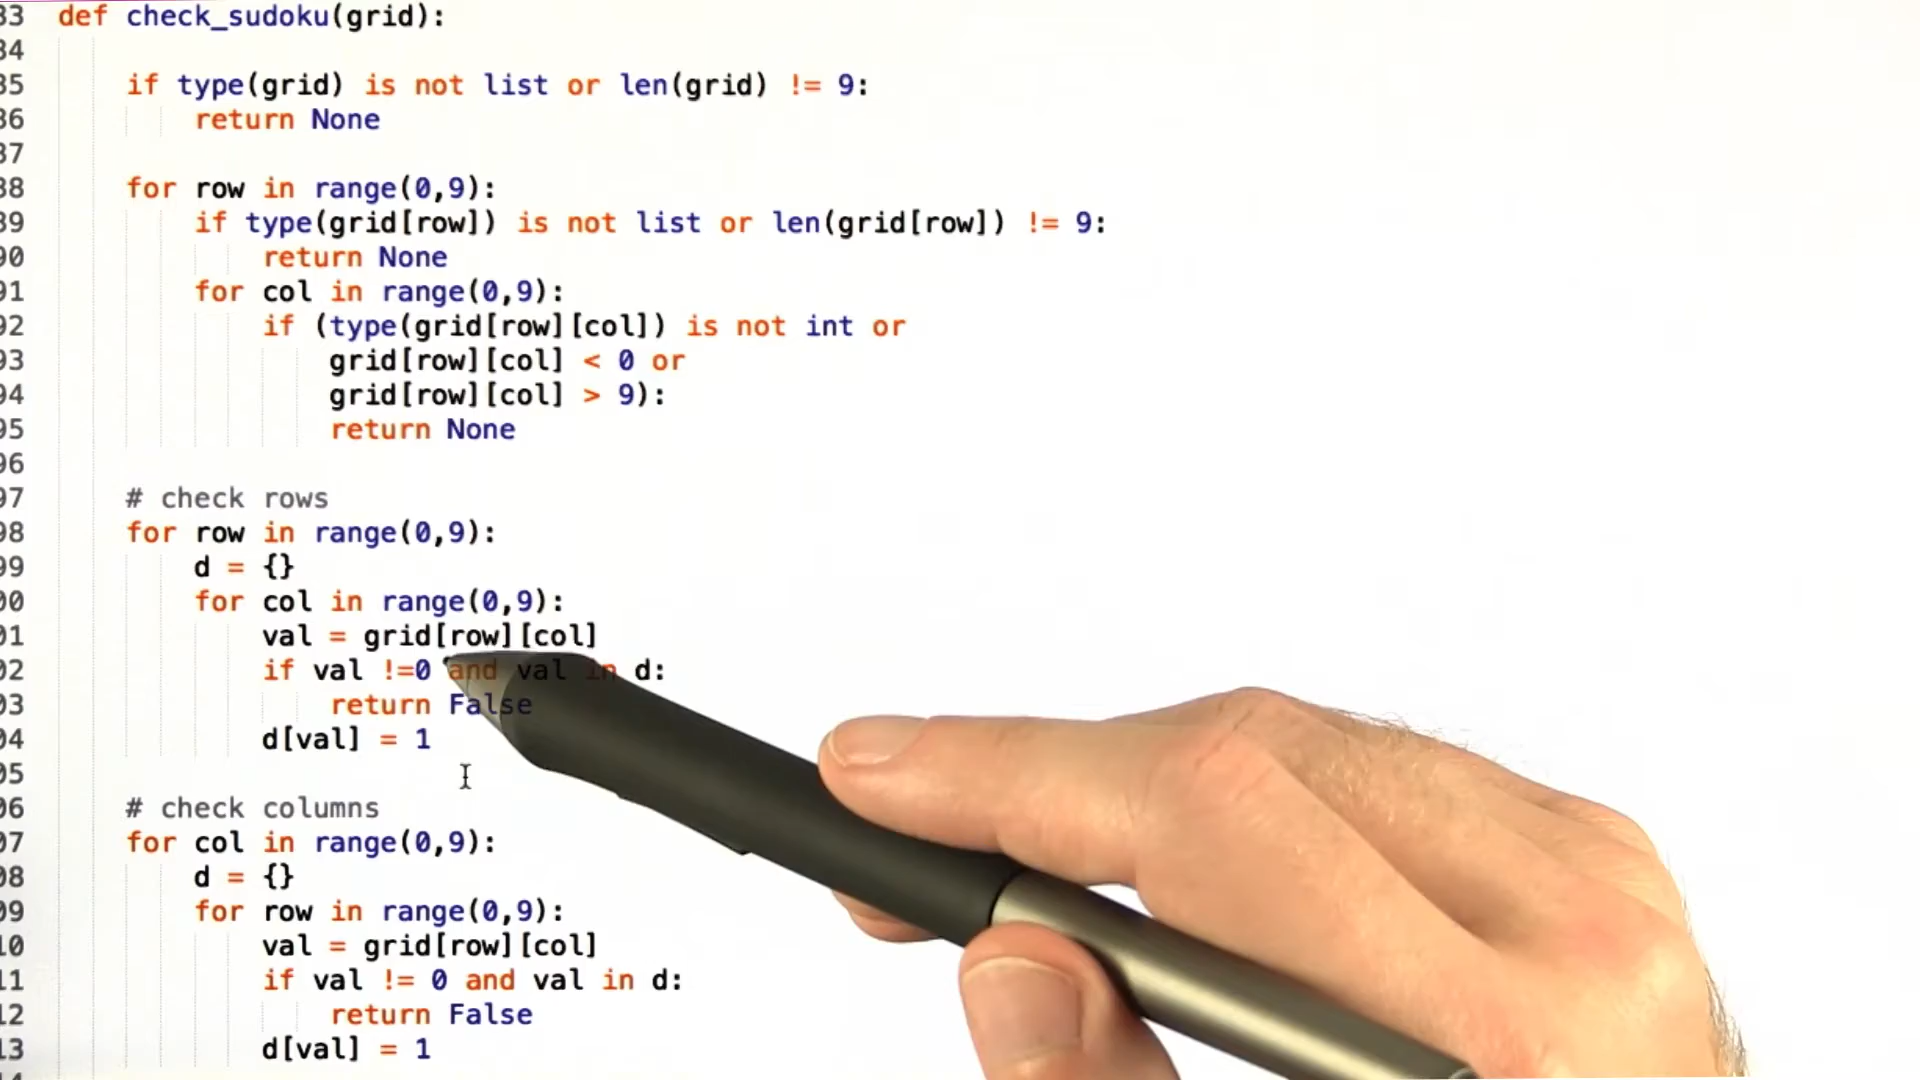 33 def check_sudoku(grid):
34
35 if type(grid) is not list or len(grid) != 9:
36 return None
37
38 for row in range(0,9):
39 if type(grid[row]) is not list or len(grid[row]) != 9:
90 return None
91 for col in range(0,9):
92 if (type(grid[row][col]) is not int or
93 grid[row][col] < 0 or
94 grid[row][col] > 9):
95 return None
96
97 # check rows
98 for row in range(0,9):
99 d = {}
00 for col in range(0,9):
01 val = grid[row][col]
02 if val !=0 and val in d:
03 return False
04 d[val] = 1
05
06 # check columns
07 for col in range(0,9):
08 d = {}
09 for row in range(0,9):
10 val = grid[row][col]
11 if val != 0 and val in d:
12 return False
13 d[val] = 1